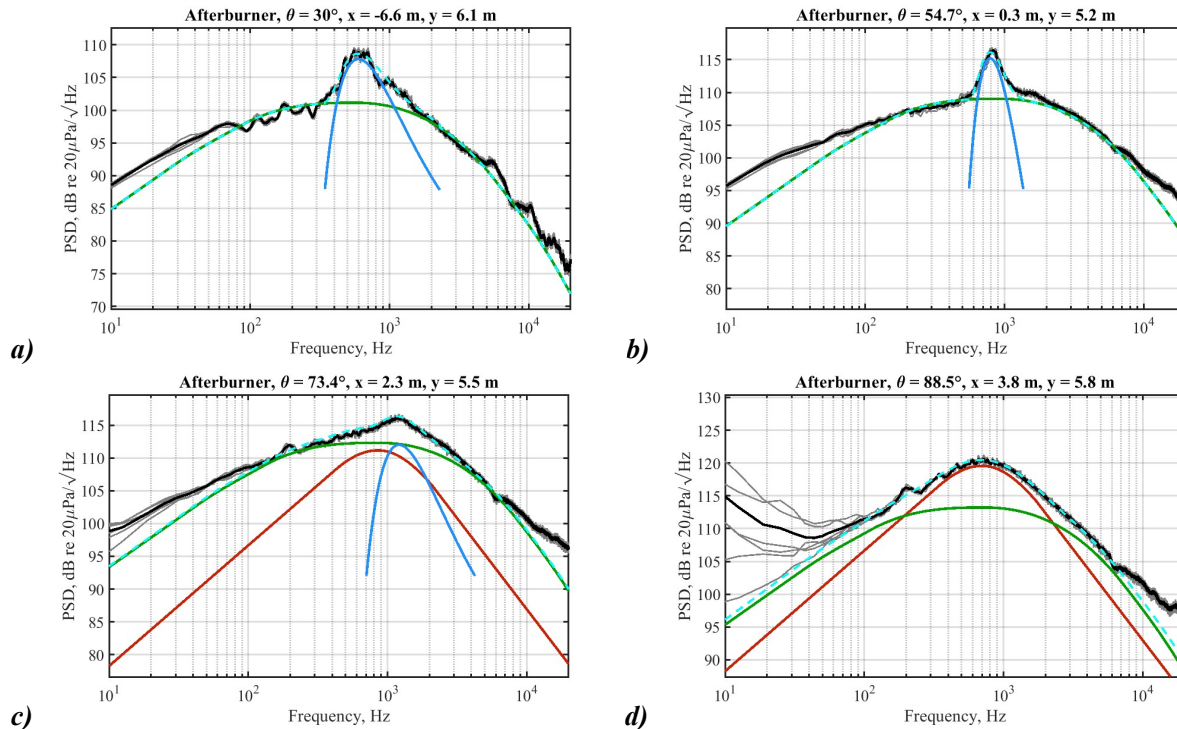 Afterburner, θ = 30°, x = -6.6 m, y = 6.1 m
PSD, dB re 20μPa/√Hz
110
105
100
95
90
85
80
75
70
10¹ 10² 10³ 10⁴
Frequency, Hz
a)
Afterburner, θ = 54.7°, x = 0.3 m, y = 5.2 m
PSD, dB re 20μPa/√Hz
115
110
105
100
95
90
85
80
10¹ 10² 10³ 10⁴
Frequency, Hz
b)
Afterburner, θ = 73.4°, x = 2.3 m, y = 5.5 m
PSD, dB re 20μPa/√Hz
115
110
105
100
95
90
85
80
10¹ 10² 10³ 10⁴
Frequency, Hz
c)
Afterburner, θ = 88.5°, x = 3.8 m, y = 5.8 m
PSD, dB re 20μPa/√Hz
130
125
120
115
110
105
100
95
90
10¹ 10² 10³ 10⁴
Frequency, Hz
d)